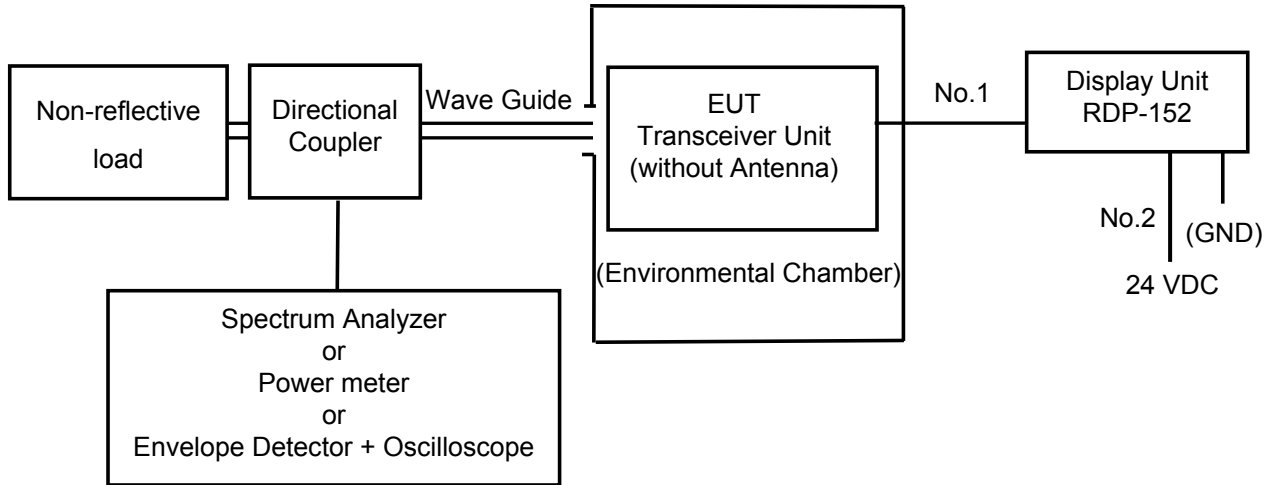 Non-reflective
load
Directional
Coupler
Wave Guide
EUT
Transceiver Unit
(without Antenna)
(Environmental Chamber)
No.1
Display Unit
RDP-152
No.2
(GND)
24 VDC
Spectrum Analyzer
or
Power meter
or
Envelope Detector + Oscilloscope